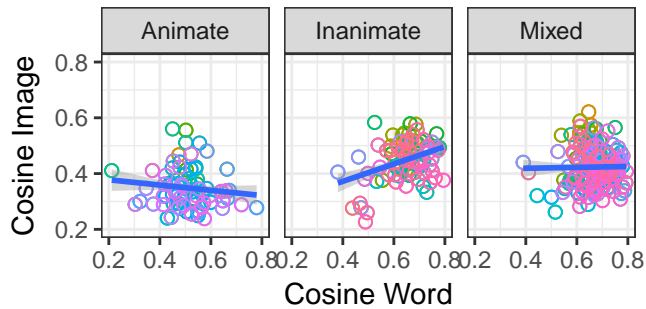 Animate Inanimate Mixed
Cosine Image
0.8
0.6
0.4
0.2
0.2 0.4 0.6 0.8 0.2 0.4 0.6 0.8 0.2 0.4 0.6 0.8
Cosine Word